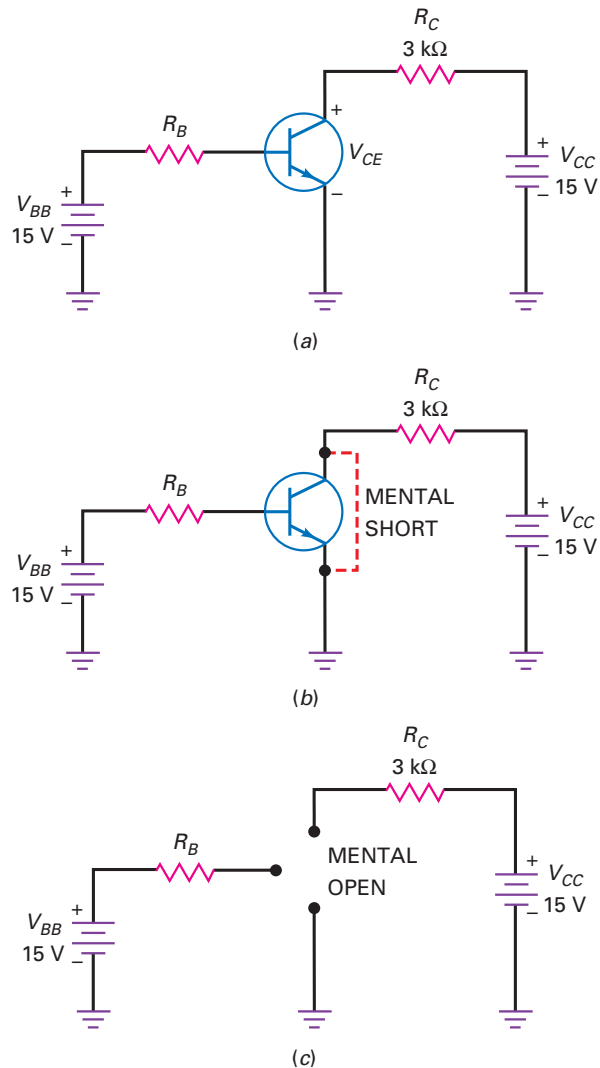 R_C
3 kΩ
R_B
+
V_CE
–
+
V_CC
15 V
–
+
V_BB
15 V
–
(a)
R_C
3 kΩ
R_B
MENTAL
SHORT
+
V_CC
15 V
–
+
V_BB
15 V
–
(b)
R_C
3 kΩ
R_B
MENTAL
OPEN
+
V_CC
15 V
–
+
V_BB
15 V
–
(c)